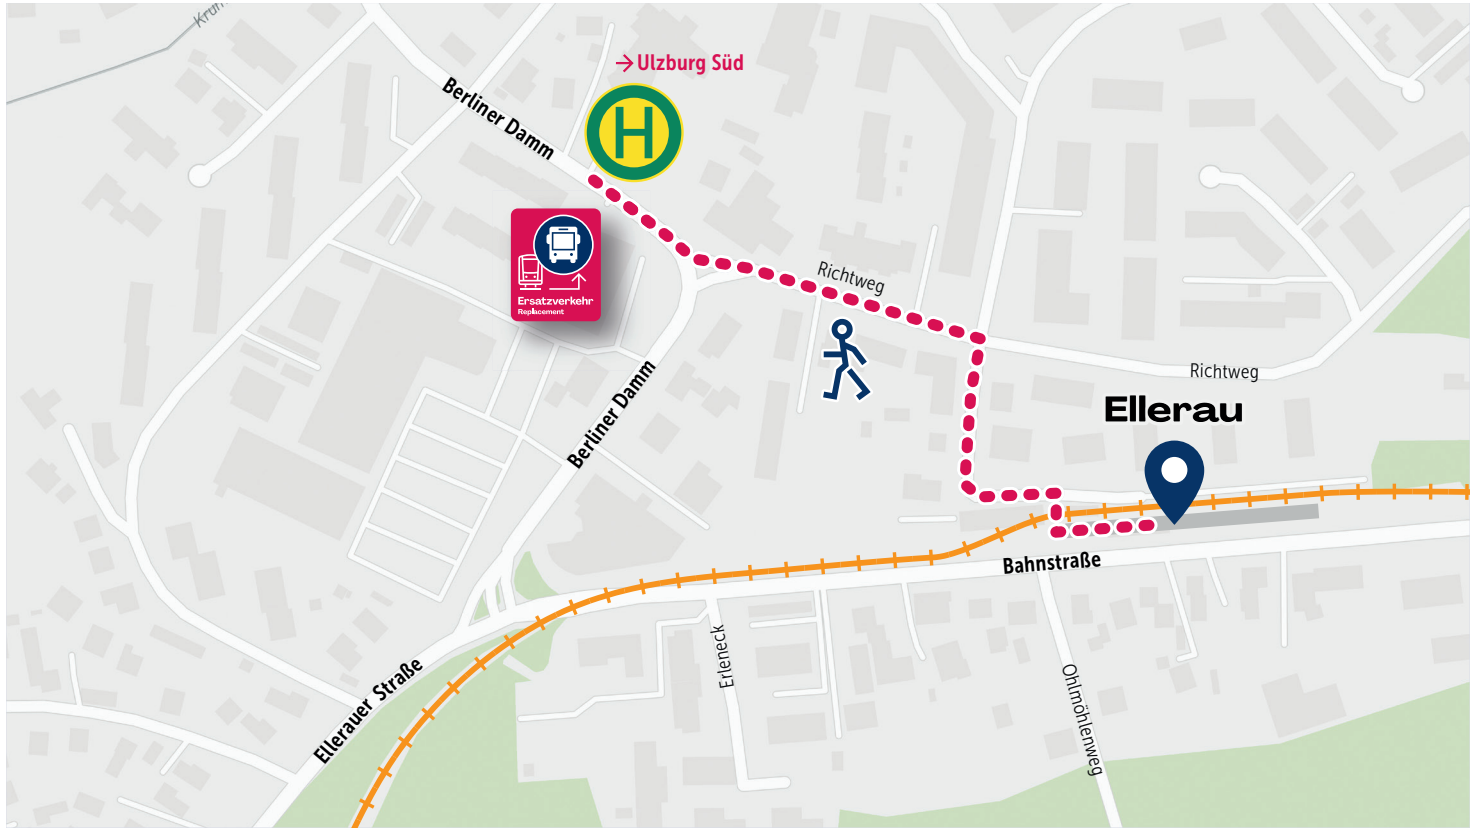 Berliner Damm
→Ulzburg Süd
H
Ersatzverkehr
Replacement
Richtweg
Richtweg
Berliner Damm
Ellerau
Bahnstraße
Erleneck
Ellerauer Straße
Ohlmöhlenweg